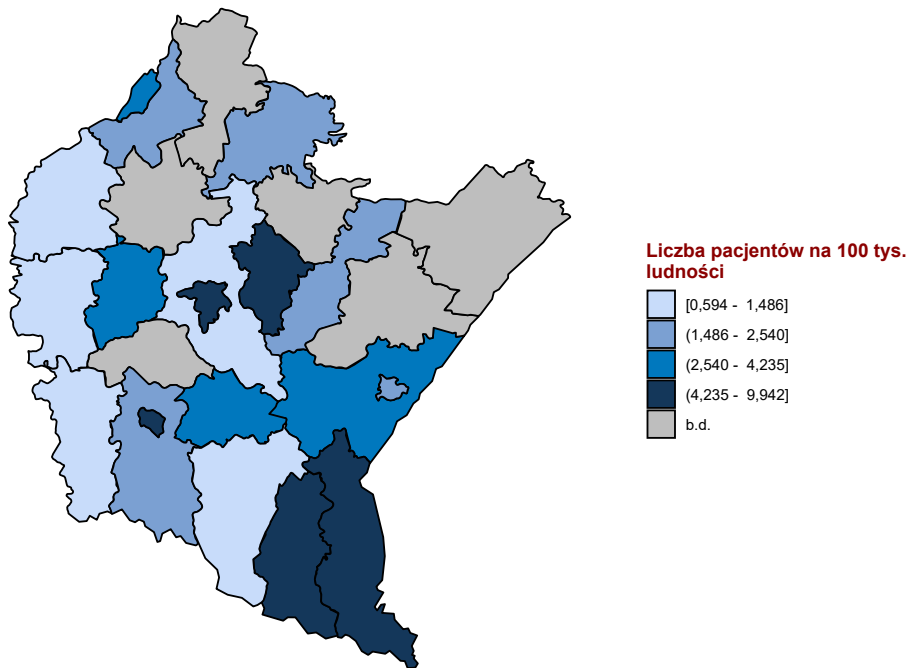 Liczba pacjentów na 100 tys.
ludności
[0,594 - 1,486]
(1,486 - 2,540]
(2,540 - 4,235]
(4,235 - 9,942]
b.d.